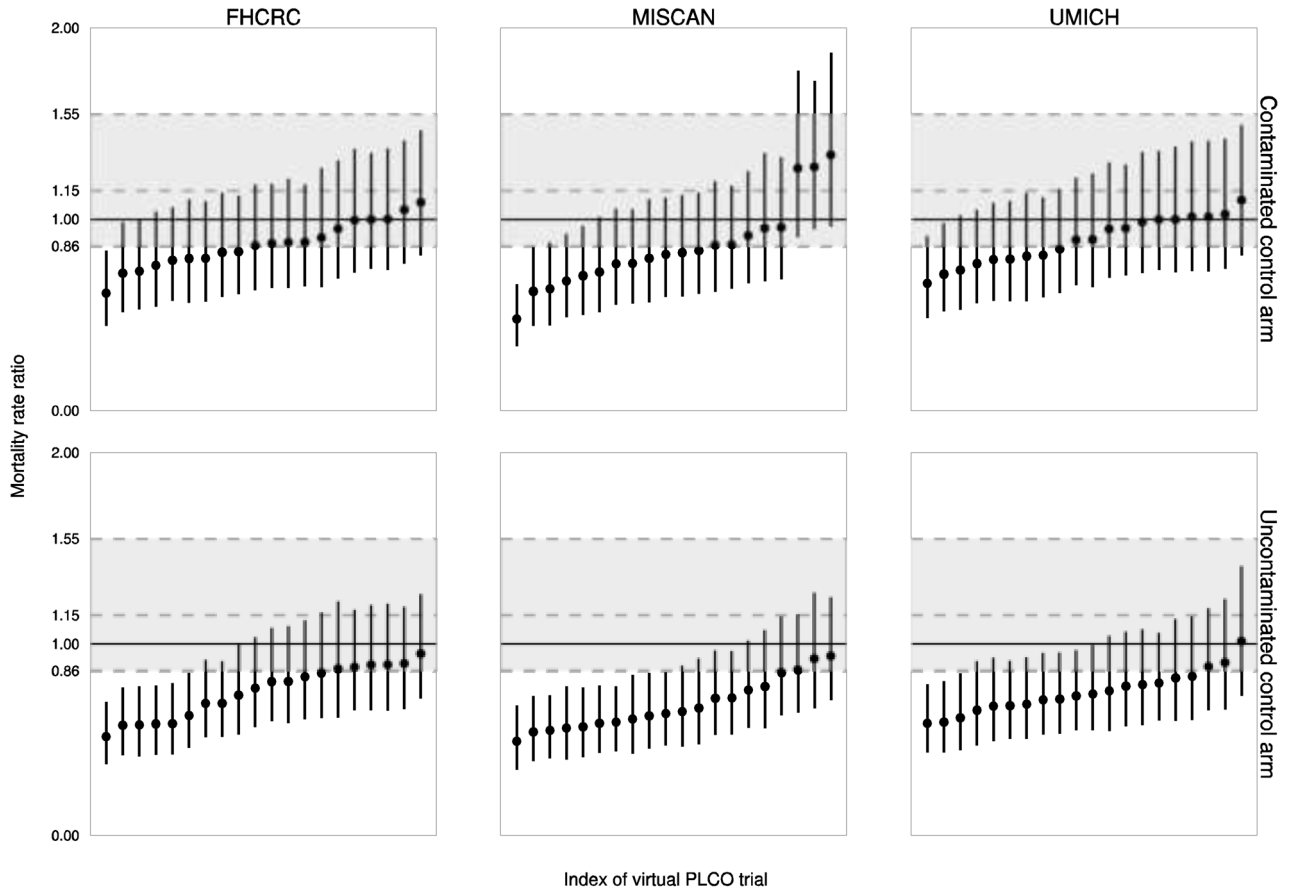 FHCRC
MISCAN
UMICH
2.00
1.55
1.15
1.00
0.86
0.00
Contaminated control arm
Mortality rate ratio
2.00
1.55
1.15
1.00
0.86
0.00
Uncontaminated control arm
Index of virtual PLCO trial